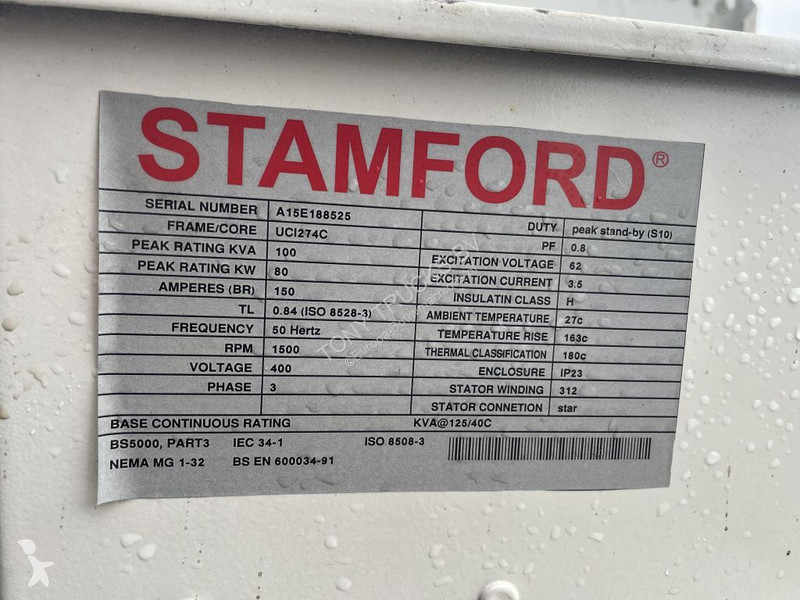 STAMFORD®
SERIAL NUMBER A15E188525
FRAME/CORE UCI274C
PEAK RATING KVA 100
PEAK RATING KW 80
AMPERES (BR) 150
TL 0.84 (ISO 8528-3)
FREQUENCY 50 Hertz
RPM 1500
VOLTAGE 400
PHASE 3
DUTY peak stand-by (S10)
PF 0.8
EXCITATION VOLTAGE 62
EXCITATION CURRENT 3.5
INSULATIN CLASS H
AMBIENT TEMPERATURE 27c
TEMPERATURE RISE 163c
THERMAL CLASSIFICATION 180c
ENCLOSURE IP23
STATOR WINDING 312
STATOR CONNETION star
BASE CONTINUOUS RATING KVA@125/40C
BS5000, PART3 IEC 34-1 ISO 8508-3
NEMA MG 1-32 BS EN 600034-91